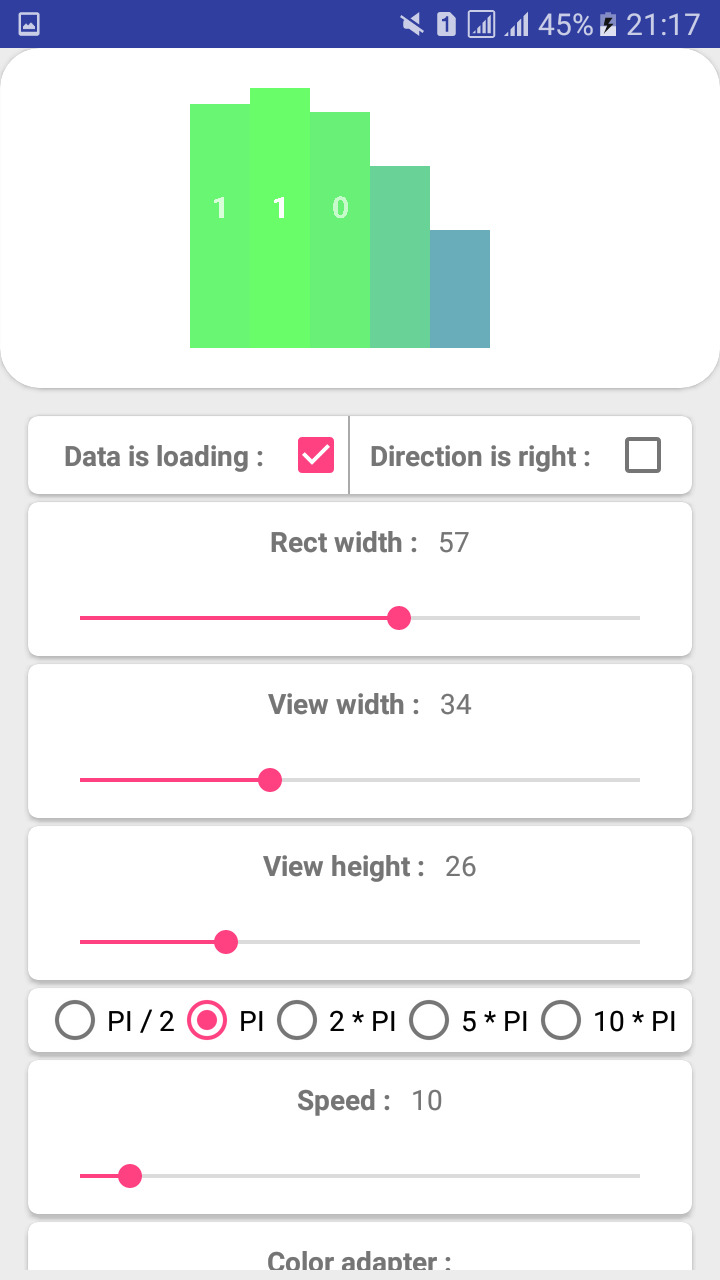 1 45% 21:17
1 1 0
Data is loading : Direction is right :
Rect width : 57
View width : 34
View height : 26
PI / 2 PI 2 * PI 5 * PI 10 * PI
Speed : 10
Color adapter :